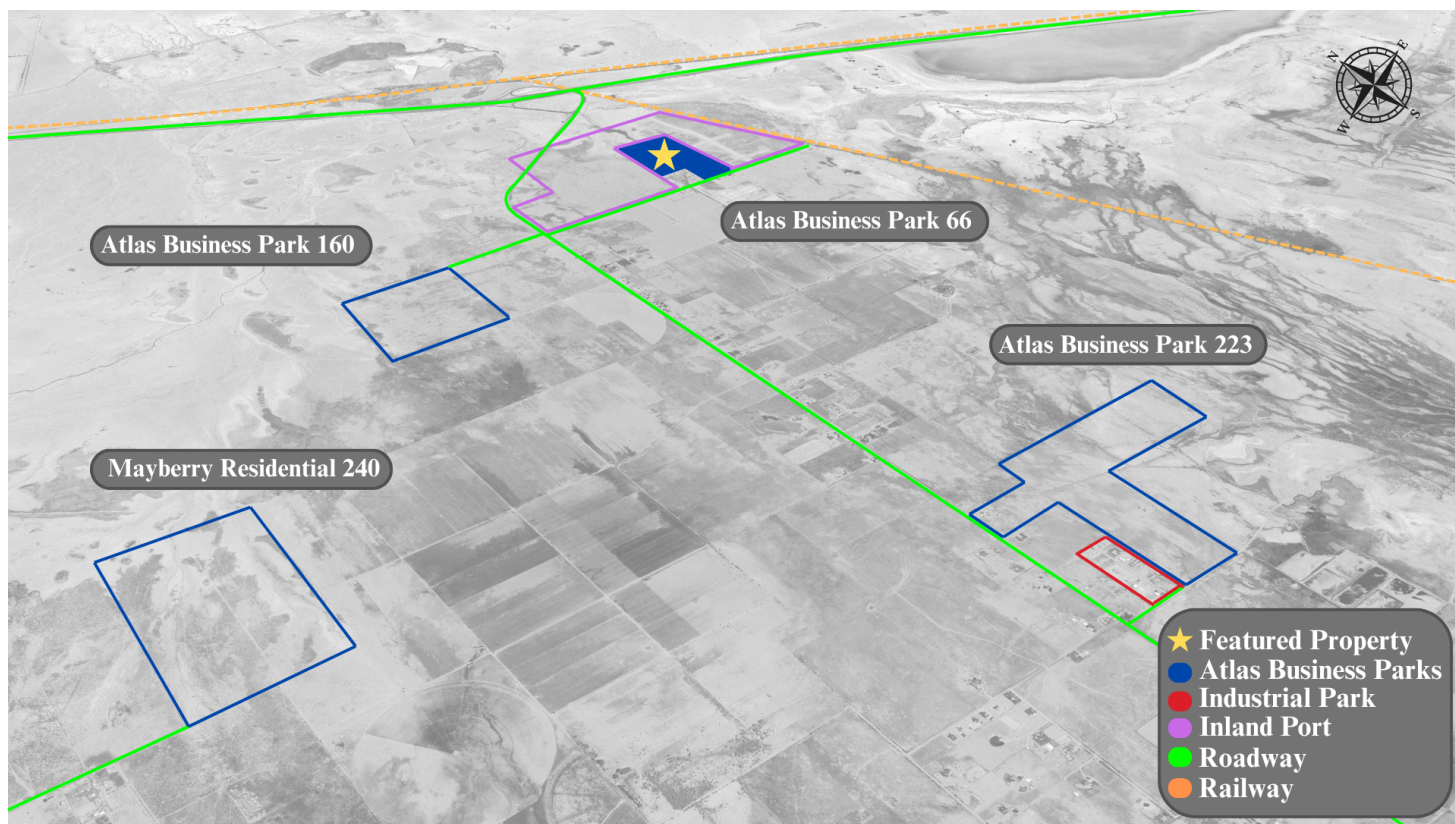 N
E
W
S
Atlas Business Park 66
Atlas Business Park 160
Atlas Business Park 223
Mayberry Residential 240
Featured Property
Atlas Business Parks
Industrial Park
Inland Port
Roadway
Railway